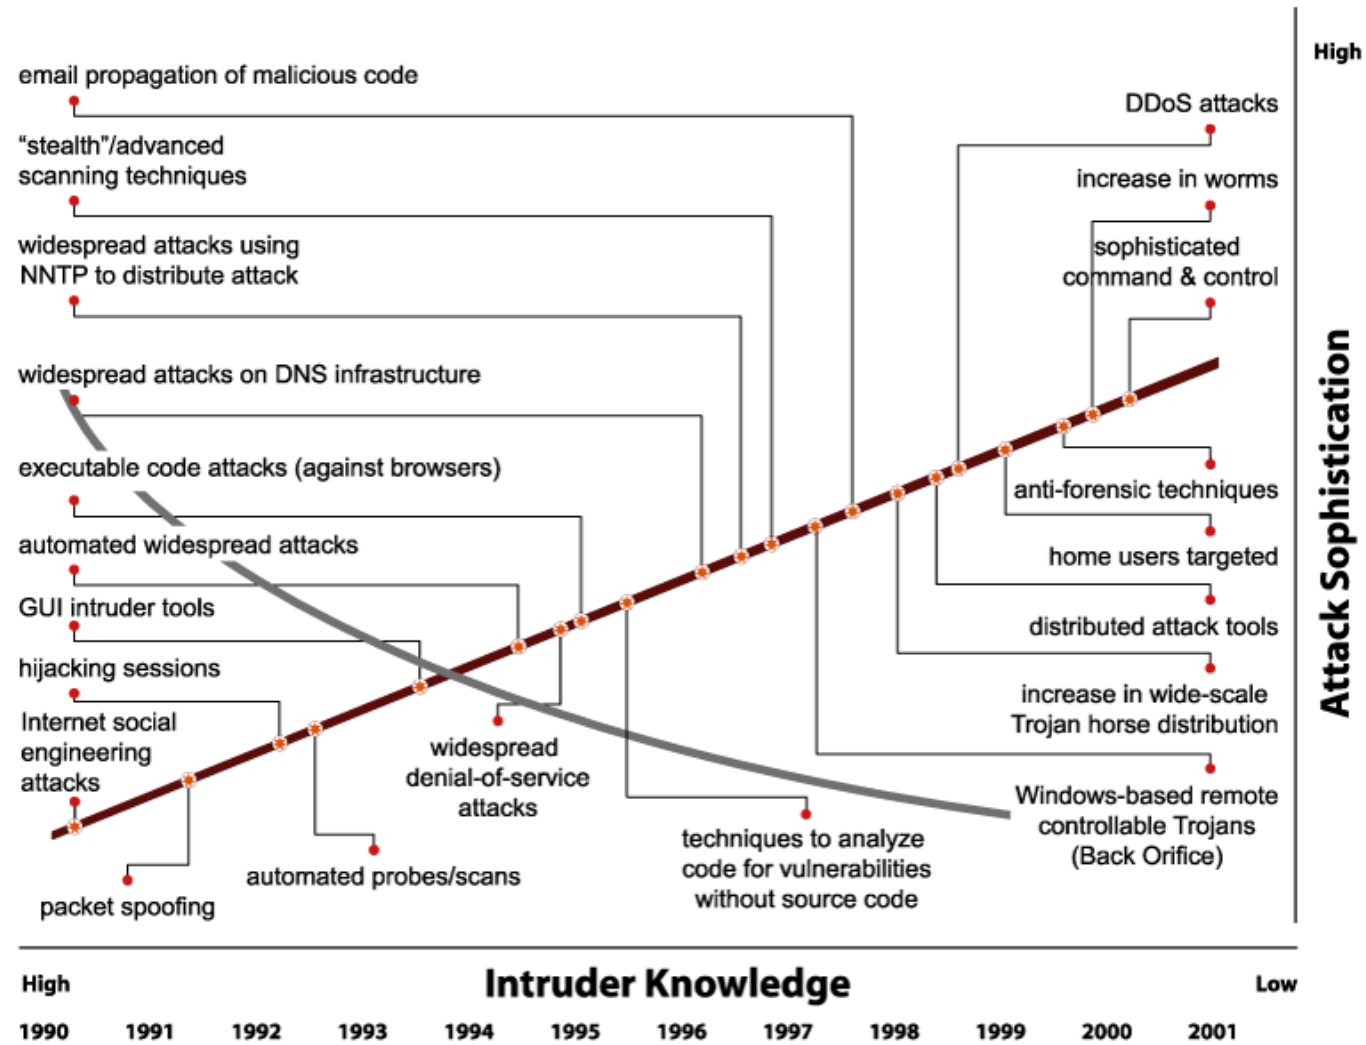 High
email propagation of malicious code
DDoS attacks
“stealth”/advanced
scanning techniques
increase in worms
widespread attacks using
NNTP to distribute attack
sophisticated
command & control
widespread attacks on DNS infrastructure
executable code attacks (against browsers)
anti-forensic techniques
automated widespread attacks
home users targeted
GUI intruder tools
distributed attack tools
hijacking sessions
increase in wide-scale
Trojan horse distribution
Internet social
engineering
attacks
widespread
denial-of-service
attacks
Windows-based remote
controllable Trojans
(Back Orifice)
techniques to analyze
code for vulnerabilities
without source code
automated probes/scans
packet spoofing
Attack Sophistication
High
Intruder Knowledge
Low
1990 1991 1992 1993 1994 1995 1996 1997 1998 1999 2000 2001